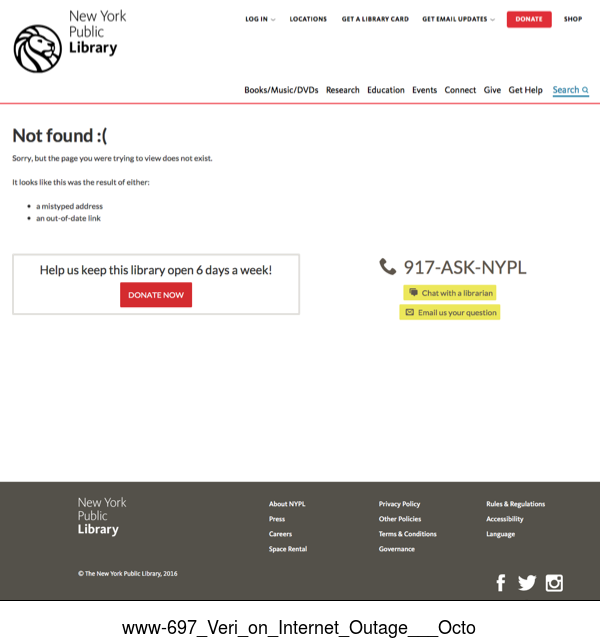 New York
Public
Library
LOG IN
LOCATIONS
GET A LIBRARY CARD
GET EMAIL UPDATES
DONATE
SHOP
Books/Music/DVDs
Research
Education
Events
Connect
Give
Get Help
Search
Not found :(
Sorry, but the page you were trying to view does not exist.
It looks like this was the result of either:
• a mistyped address
• an out-of-date link
Help us keep this library open 6 days a week!
DONATE NOW
917-ASK-NYPL
Chat with a librarian
Email us your question
New York
Public
Library
© The New York Public Library, 2016
About NYPL
Press
Careers
Space Rental
Privacy Policy
Other Policies
Terms & Conditions
Governance
Rules & Regulations
Accessibility
Language
www-697_Veri_on_Internet_Outage___Octo